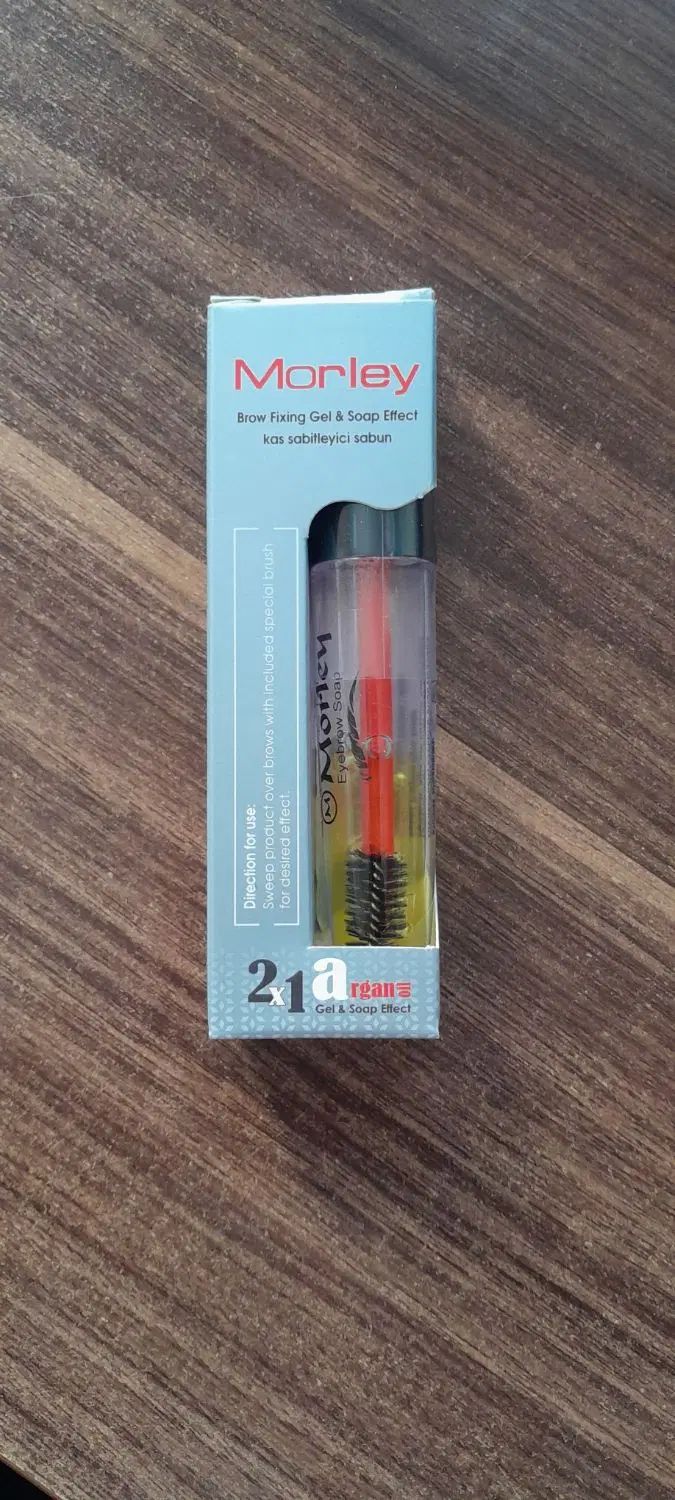 Morley
Brow Fixing Gel & Soap Effect
kas sabitleyici sabun
Direction for use:
Sweep product over brows with included special brush
for desired effect.
M Morley
Eyebrow Soap
2x1 argan oil
Gel & Soap Effect